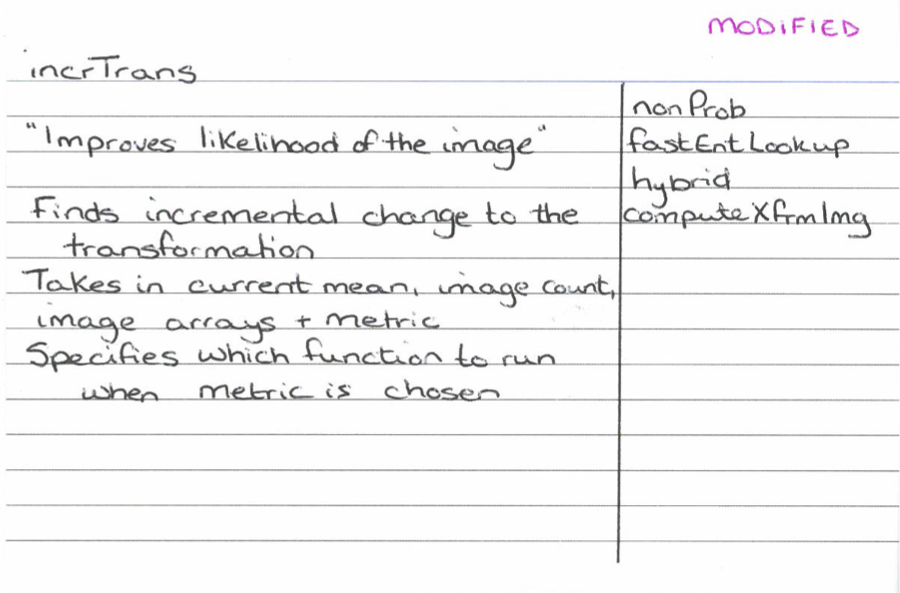 MODIFIED
incrTrans
"Improves likelihood of the image"
Finds incremental change to the
transformation
Takes in current mean, image count,
image arrays + metric
Specifies which function to run
when metric is chosen
nonProb
fastEntLookup
hybrid
computeXfrmImg